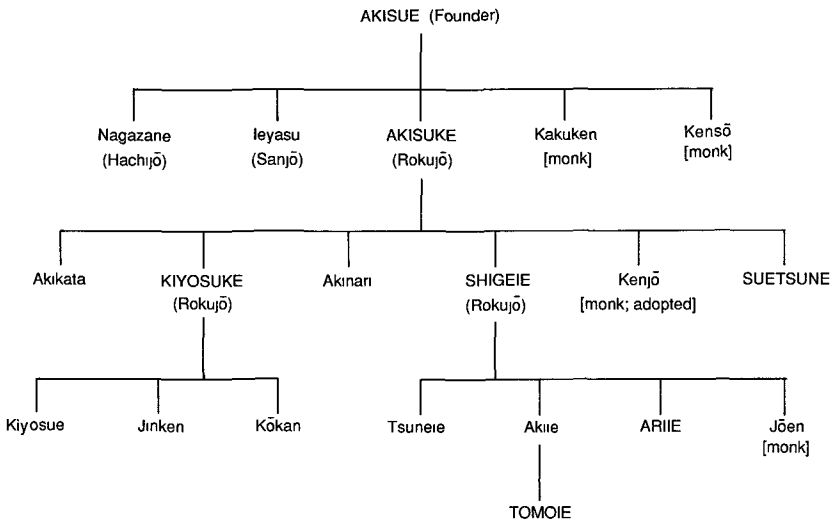 AKISUE (Founder)
Nagazane
(Hachijō)
Ieyasu
(Sanjō)
AKISUKE
(Rokujō)
Kakuken
[monk]
Kensō
[monk]
Akikata
KIYOSUKE
(Rokujō)
Akinari
SHIGEIE
(Rokujō)
Kenjō
[monk; adopted]
SUETSUNE
Kiyosue
Jinken
Kōkan
Tsuneie
Akiie
ARIIE
Jōen
[monk]
TOMOIE